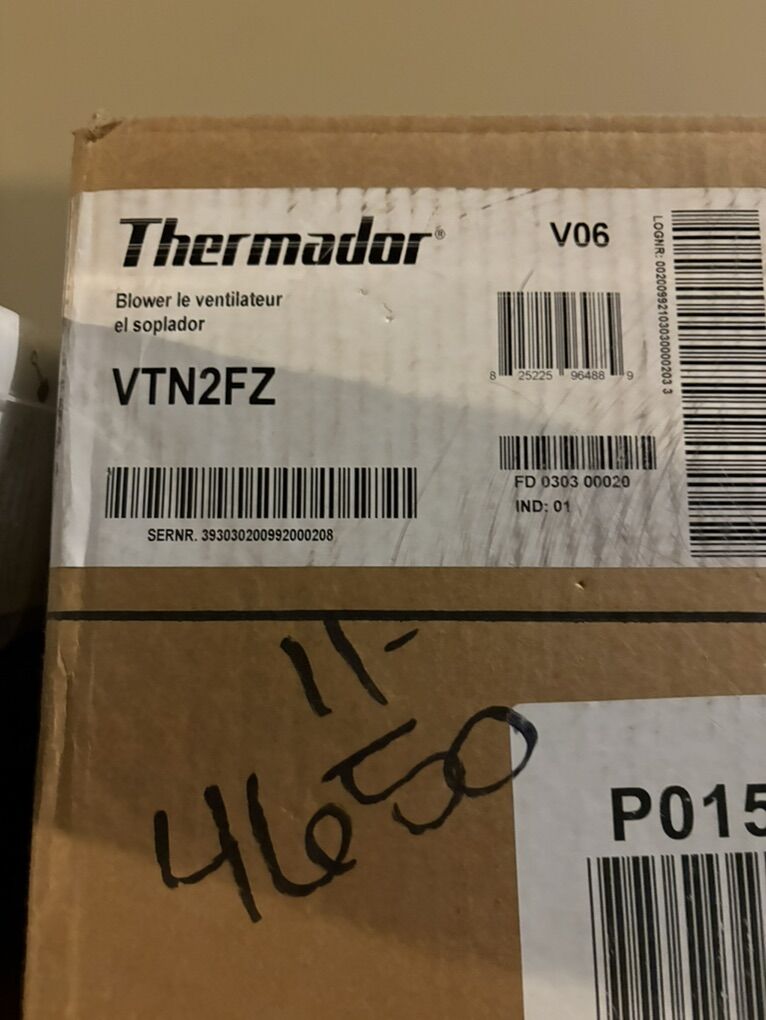 Thermador®
V06
Blower le ventilateur
el soplador
VTN2FZ
8 25225 96488 9
LOGNR: 002009921030300000203 3
FD 0303 00020
IND: 01
SERNR. 393030200992000208
11-
4650
P015